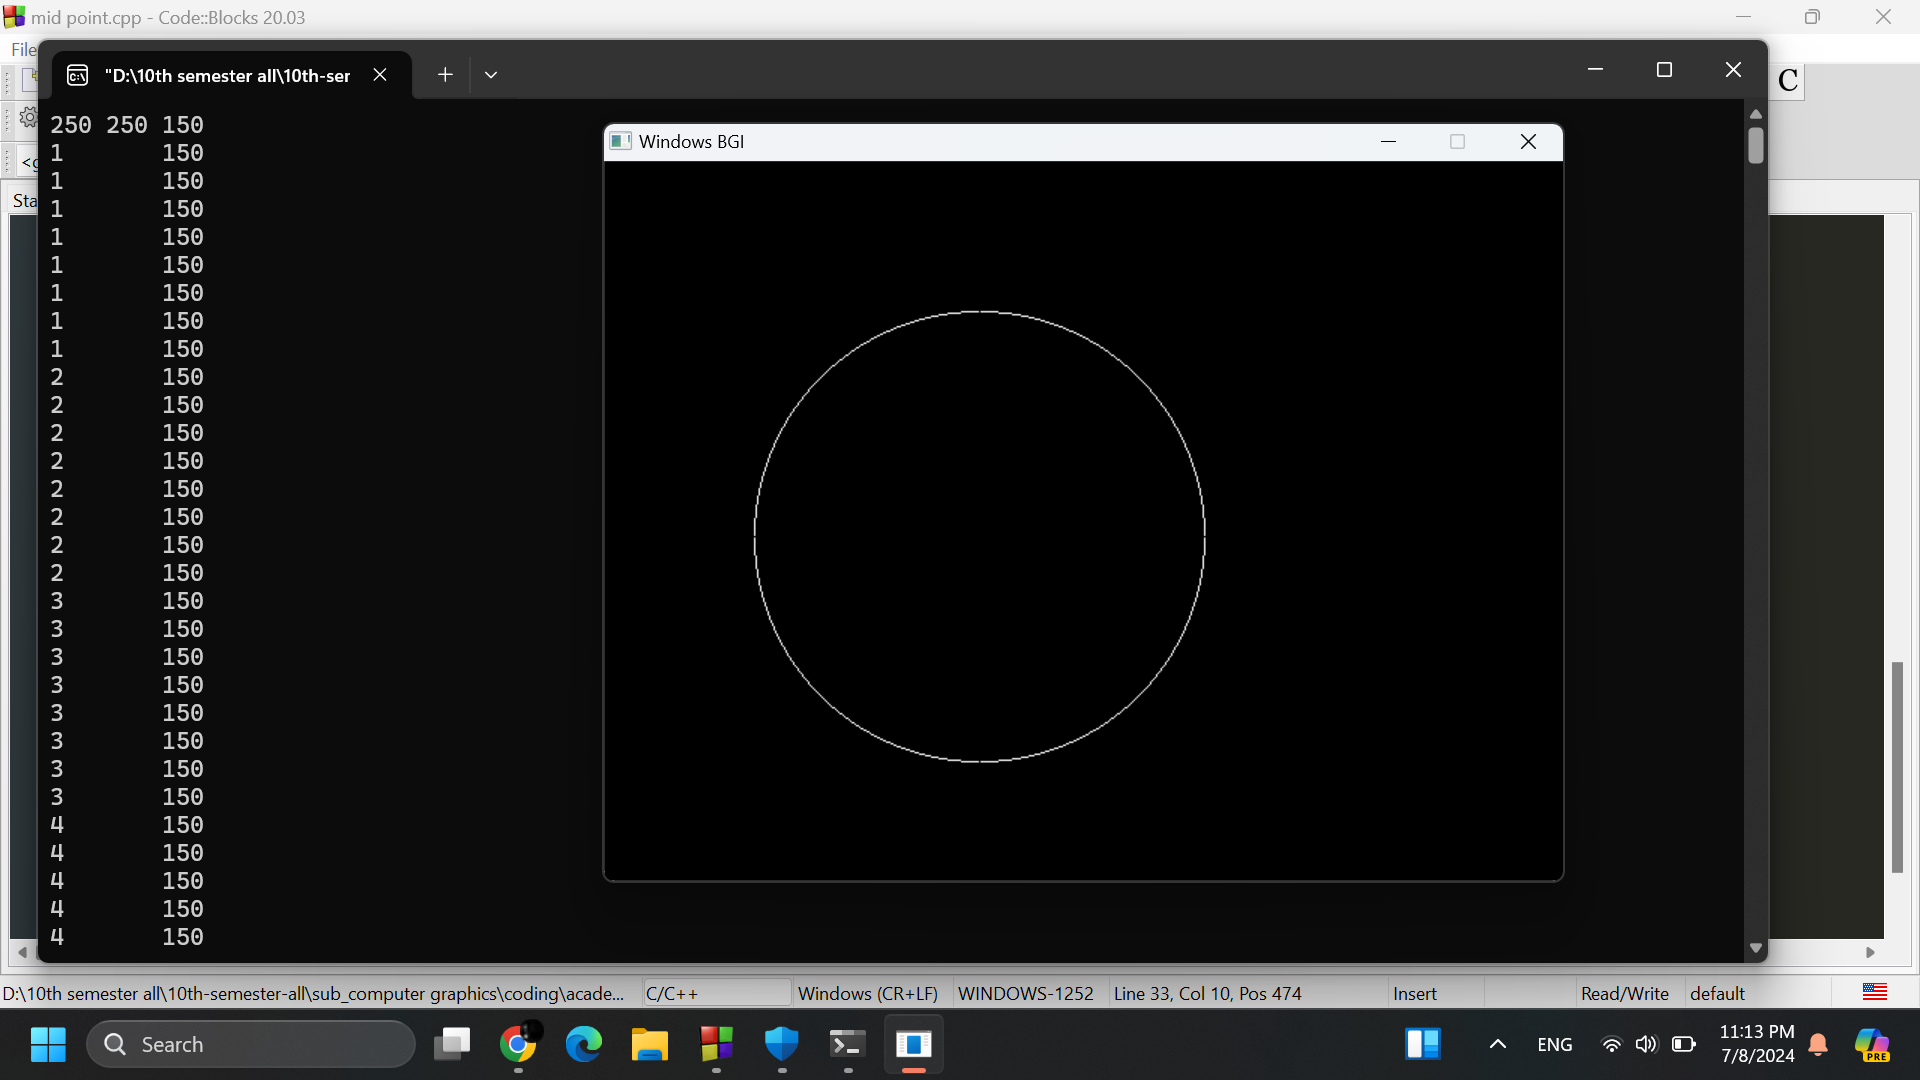 mid point.cpp - Code::Blocks 20.03
File
"D:\10th semester all\10th-ser
C
250 250 150
1 150
1 150
1 150
1 150
1 150
1 150
1 150
1 150
2 150
2 150
2 150
2 150
2 150
2 150
2 150
2 150
3 150
3 150
3 150
3 150
3 150
3 150
3 150
3 150
4 150
4 150
4 150
4 150
4 150
Windows BGI
<g
Sta
D:\10th semester all\10th-semester-all\sub_computer graphics\coding\acade... C/C++ Windows (CR+LF) WINDOWS-1252 Line 33, Col 10, Pos 474 Insert Read/Write default
Search
ENG
11:13 PM
7/8/2024
PRE